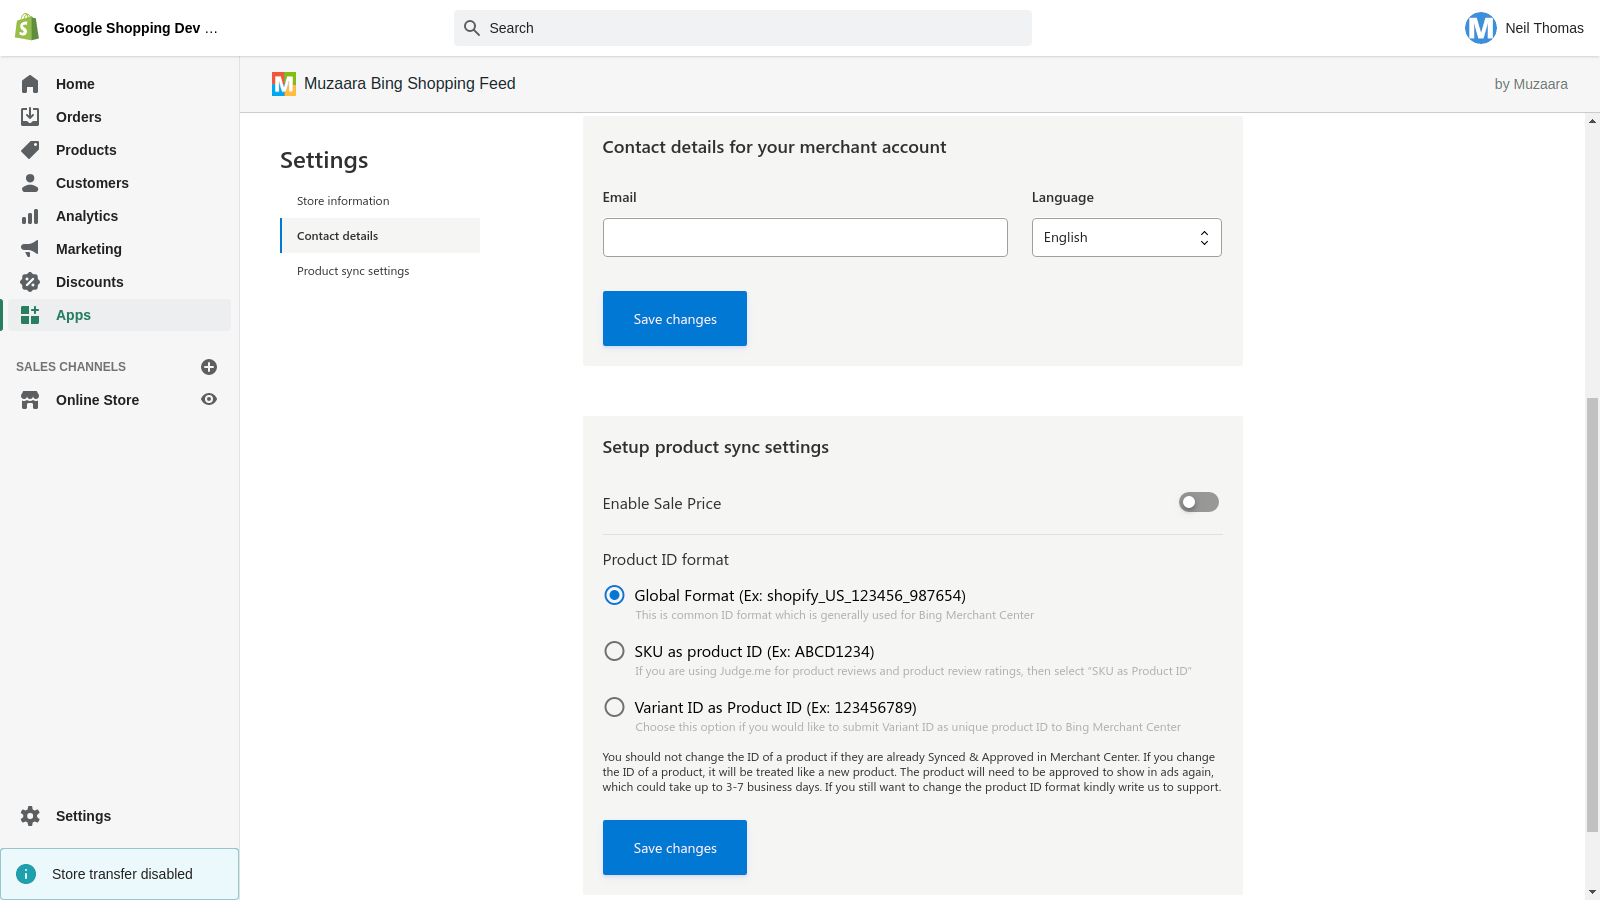 Google Shopping Dev …
Search
Neil Thomas
Home
Orders
Products
Customers
Analytics
Marketing
Discounts
Apps
SALES CHANNELS
Online Store
Settings
Store transfer disabled
Muzaara Bing Shopping Feed
by Muzaara
Settings
Store information
Contact details
Product sync settings
Contact details for your merchant account
Email
Language
English
Save changes
Setup product sync settings
Enable Sale Price
Product ID format
Global Format (Ex: shopify_US_123456_987654)
This is common ID format which is generally used for Bing Merchant Center
SKU as product ID (Ex: ABCD1234)
If you are using Judge.me for product reviews and product review ratings, then select "SKU as Product ID"
Variant ID as Product ID (Ex: 123456789)
Choose this option if you would like to submit Variant ID as unique product ID to Bing Merchant Center
You should not change the ID of a product if they are already Synced & Approved in Merchant Center. If you change
the ID of a product, it will be treated like a new product. The product will need to be approved to show in ads again,
which could take up to 3-7 business days. If you still want to change the product ID format kindly write us to support.
Save changes